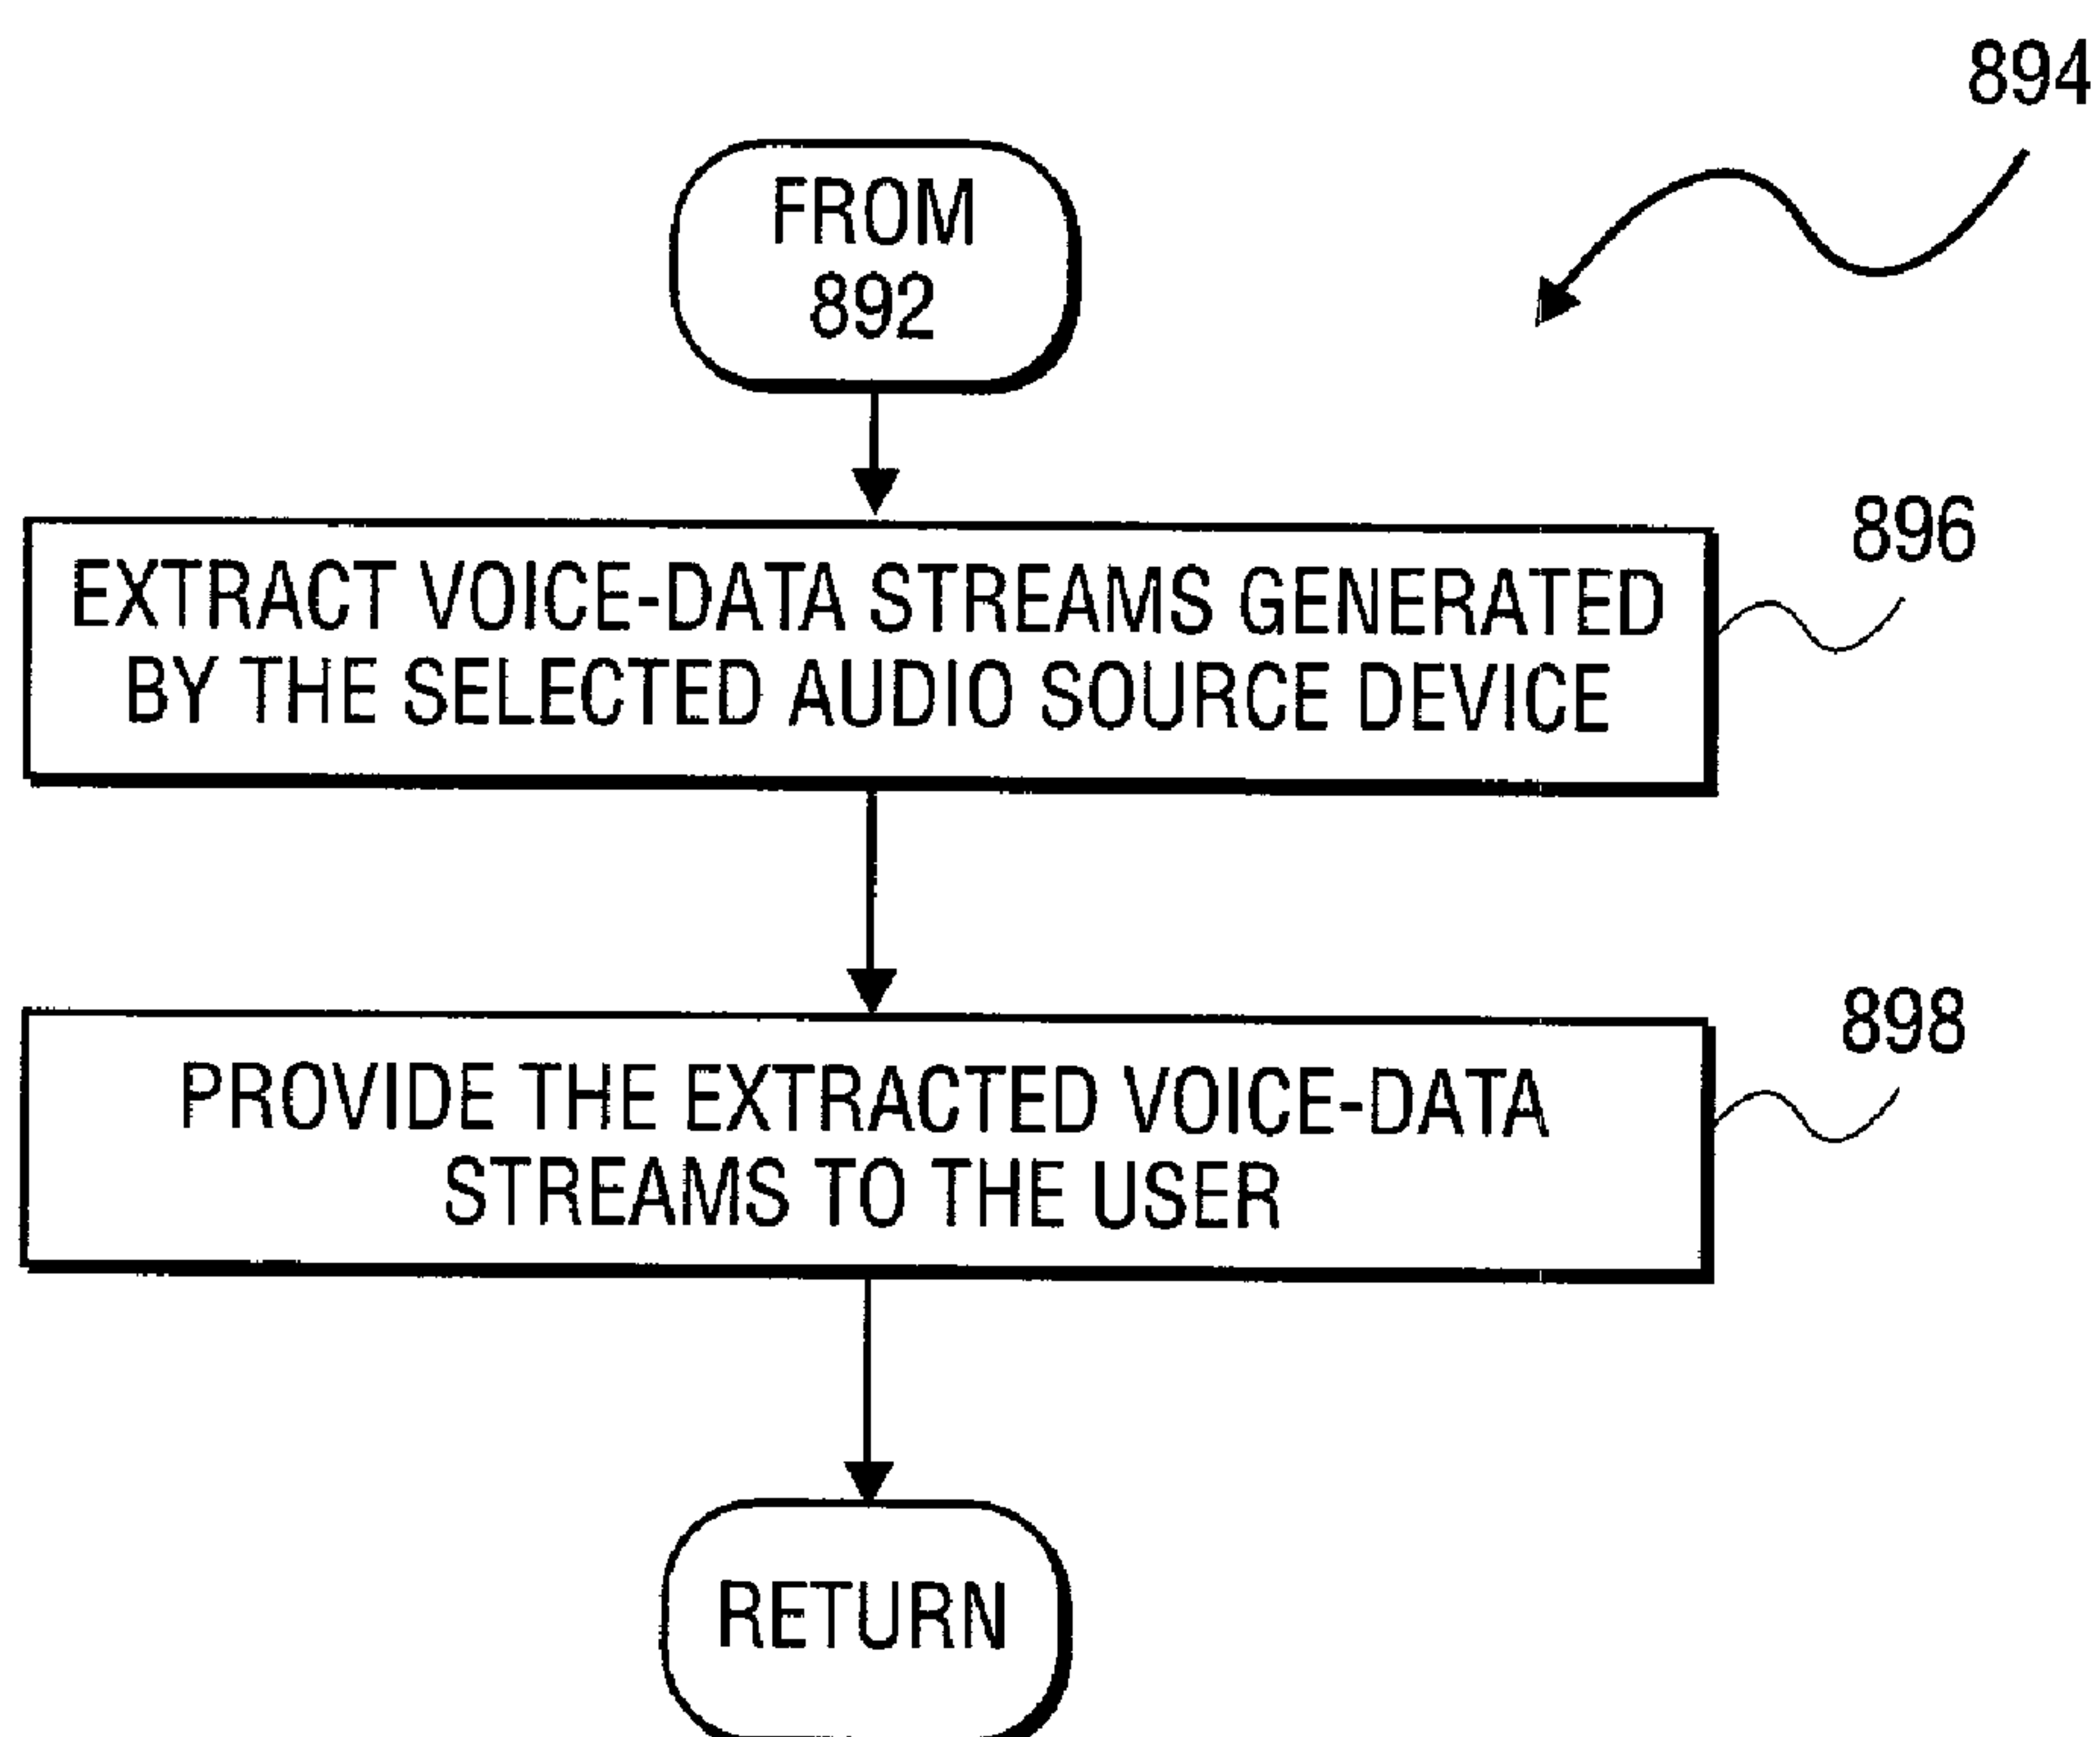 894
FROM
892
896
EXTRACT VOICE-DATA STREAMS GENERATED
BY THE SELECTED AUDIO SOURCE DEVICE
898
PROVIDE THE EXTRACTED VOICE-DATA
STREAMS TO THE USER
RETURN